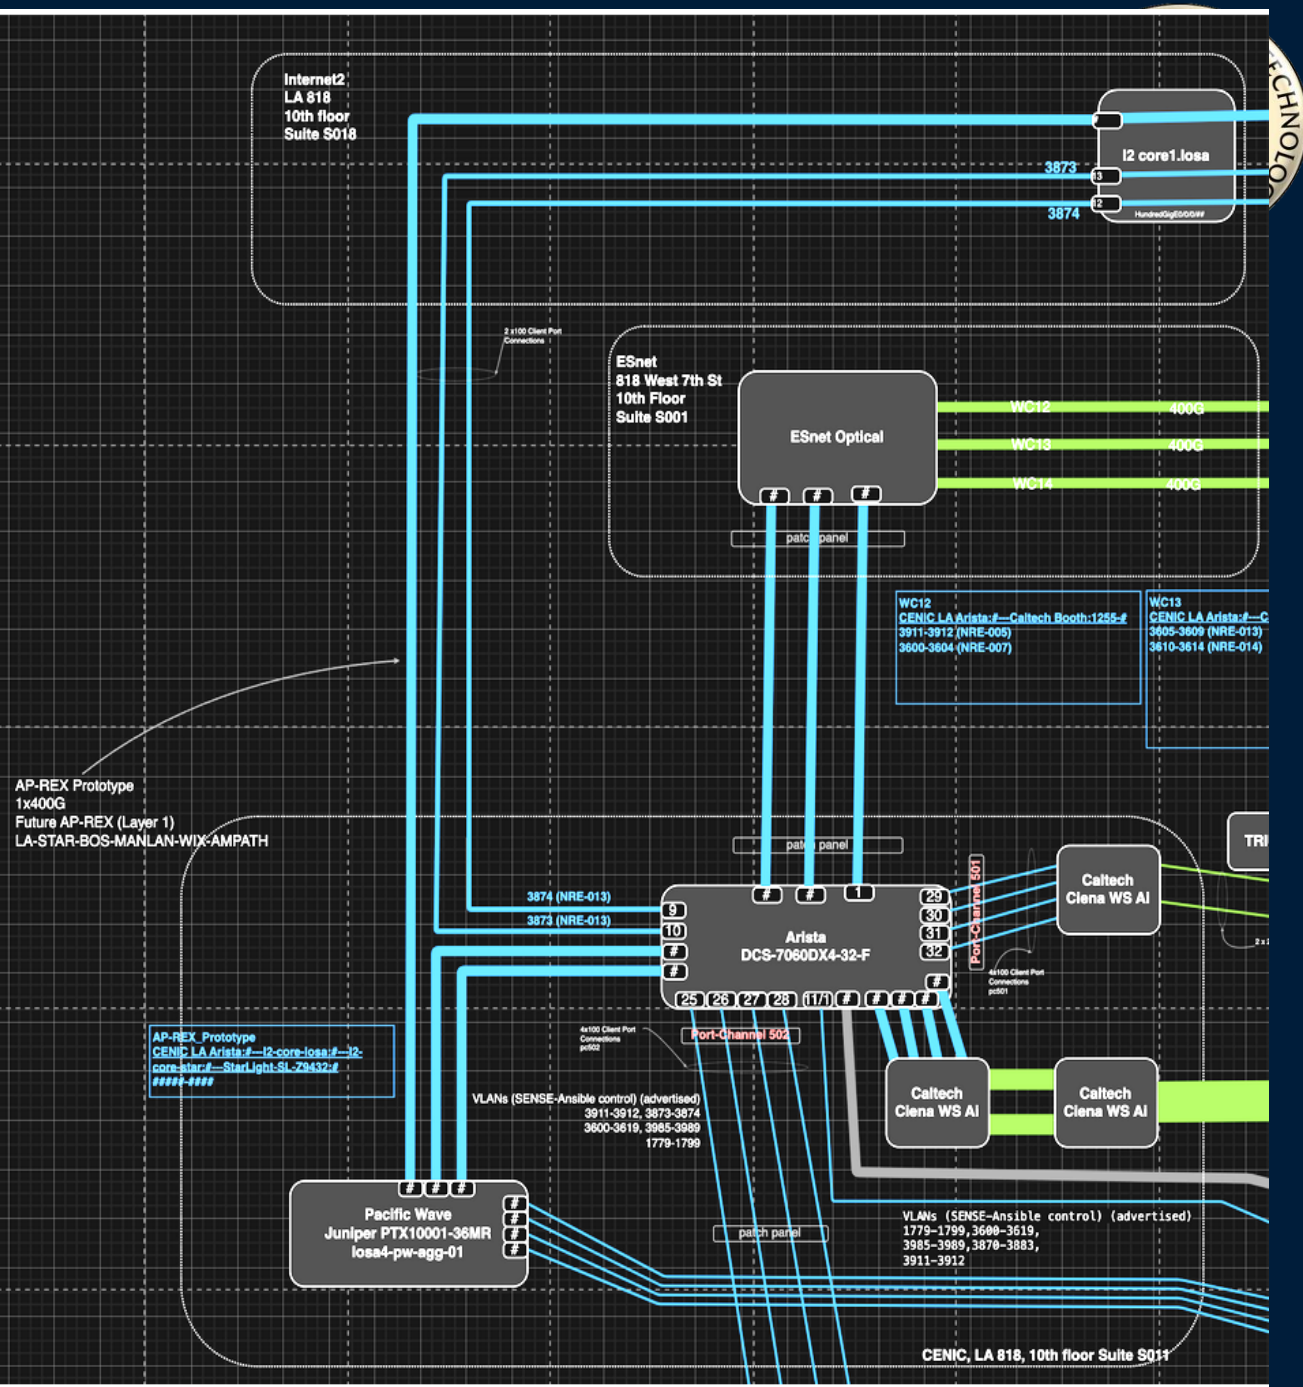 Internet2
LA 818
10th floor
Suite S018
ECHNOLO
I2 core1.losa
3873
13
12
3874
HundredGigE0/0/0/##
2 x100 Client Port
Connections
ESnet
818 West 7th St
10th Floor
Suite S001
ESnet Optical
WC12 400G
WC13 400G
WC14 400G
# # #
patch panel
WC12
CENIC LA Arista:#---Caltech Booth:1255-#
3911-3912 (NRE-005)
3600-3604 (NRE-007)
WC13
CENIC LA Arista:#---C
3605-3609 (NRE-013)
3610-3614 (NRE-014)
AP-REX Prototype
1x400G
Future AP-REX (Layer 1)
LA-STAR-BOS-MANLAN-WIX-AMPATH
patch panel
TRI
Caltech
Ciena WS AI
Port-Channel 501
4x100 Client Port
Connections
pc501
2 x
3874 (NRE-013)
3873 (NRE-013)
# # 1
9
10
#
#
29
30
31
32
#
Arista
DCS-7060DX4-32-F
25 26 27 28 11/1 # # # #
Port-Channel 502
4x100 Client Port
Connections
pc502
AP-REX_Prototype
CENIC LA Arista:#---I2-core-losa:#---I2-
core-star:#---StarLight-SL-Z9432:#
#####-####
VLANs (SENSE-Ansible control) (advertised)
3911-3912, 3873-3874
3600-3619, 3985-3989
1779-1799
Caltech
Ciena WS AI
Caltech
Ciena WS AI
# # #
#
#
#
#
Pacific Wave
Juniper PTX10001-36MR
losa4-pw-agg-01
patch panel
VLANs (SENSE-Ansible control) (advertised)
1779-1799,3600-3619,
3985-3989,3870-3883,
3911-3912
CENIC, LA 818, 10th floor Suite S011